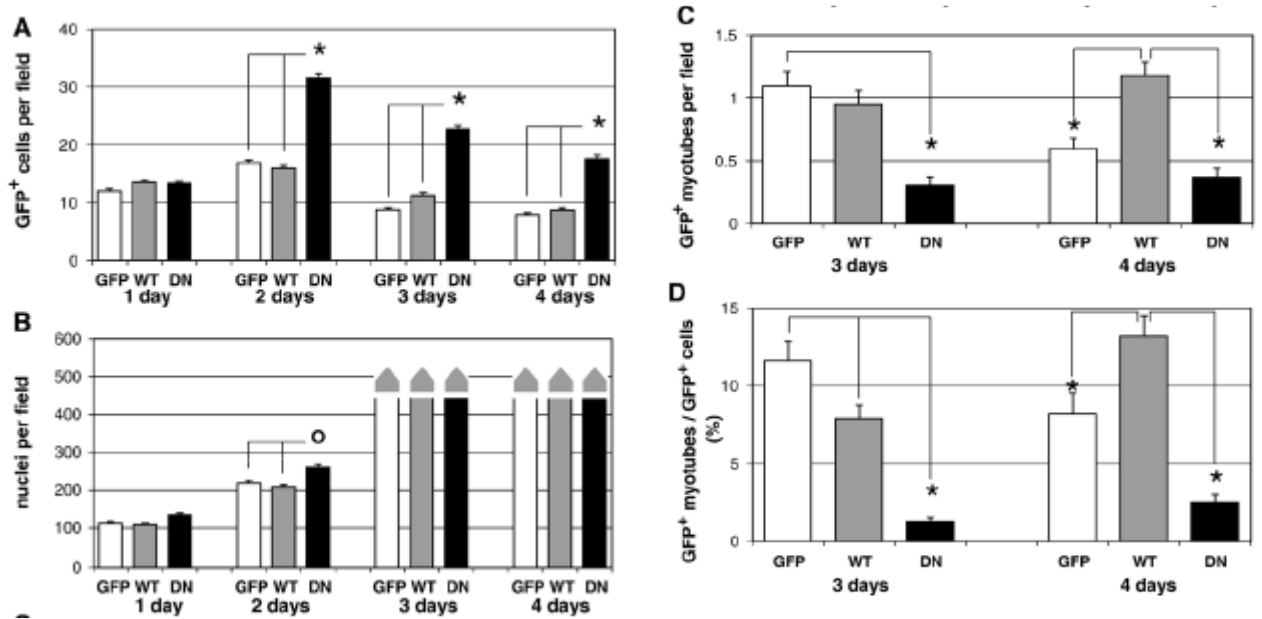 A
GFP⁺ cells per field
40
30
20
10
0
*
*
*
GFP WT DN
1 day
GFP WT DN
2 days
GFP WT DN
3 days
GFP WT DN
4 days
B
nuclei per field
600
500
400
300
200
100
0
O
GFP WT DN
1 day
GFP WT DN
2 days
GFP WT DN
3 days
GFP WT DN
4 days
C
GFP⁺ myotubes per field
1.5
1
0.5
0
*
*
*
GFP WT DN
3 days
GFP WT DN
4 days
D
GFP⁺ myotubes / GFP⁺ cells
(%)
15
10
5
0
*
*
*
GFP WT DN
3 days
GFP WT DN
4 days